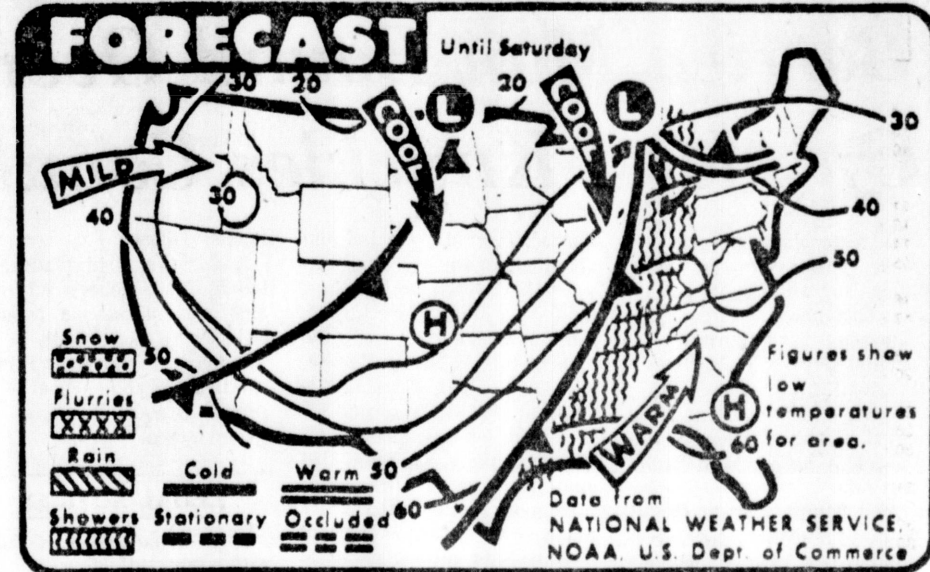 FORECAST
Until Saturday
30
20
20
COOL
L
COOL
L
30
MILD
30
40
40
50
H
Snow
50
Flurries
Rain
Showers
Cold
Warm
Stationary
Occluded
50
60
WARM
H
60
Figures show
low
temperatures
for area.
Data from
NATIONAL WEATHER SERVICE,
NOAA, U.S. Dept. of Commerce